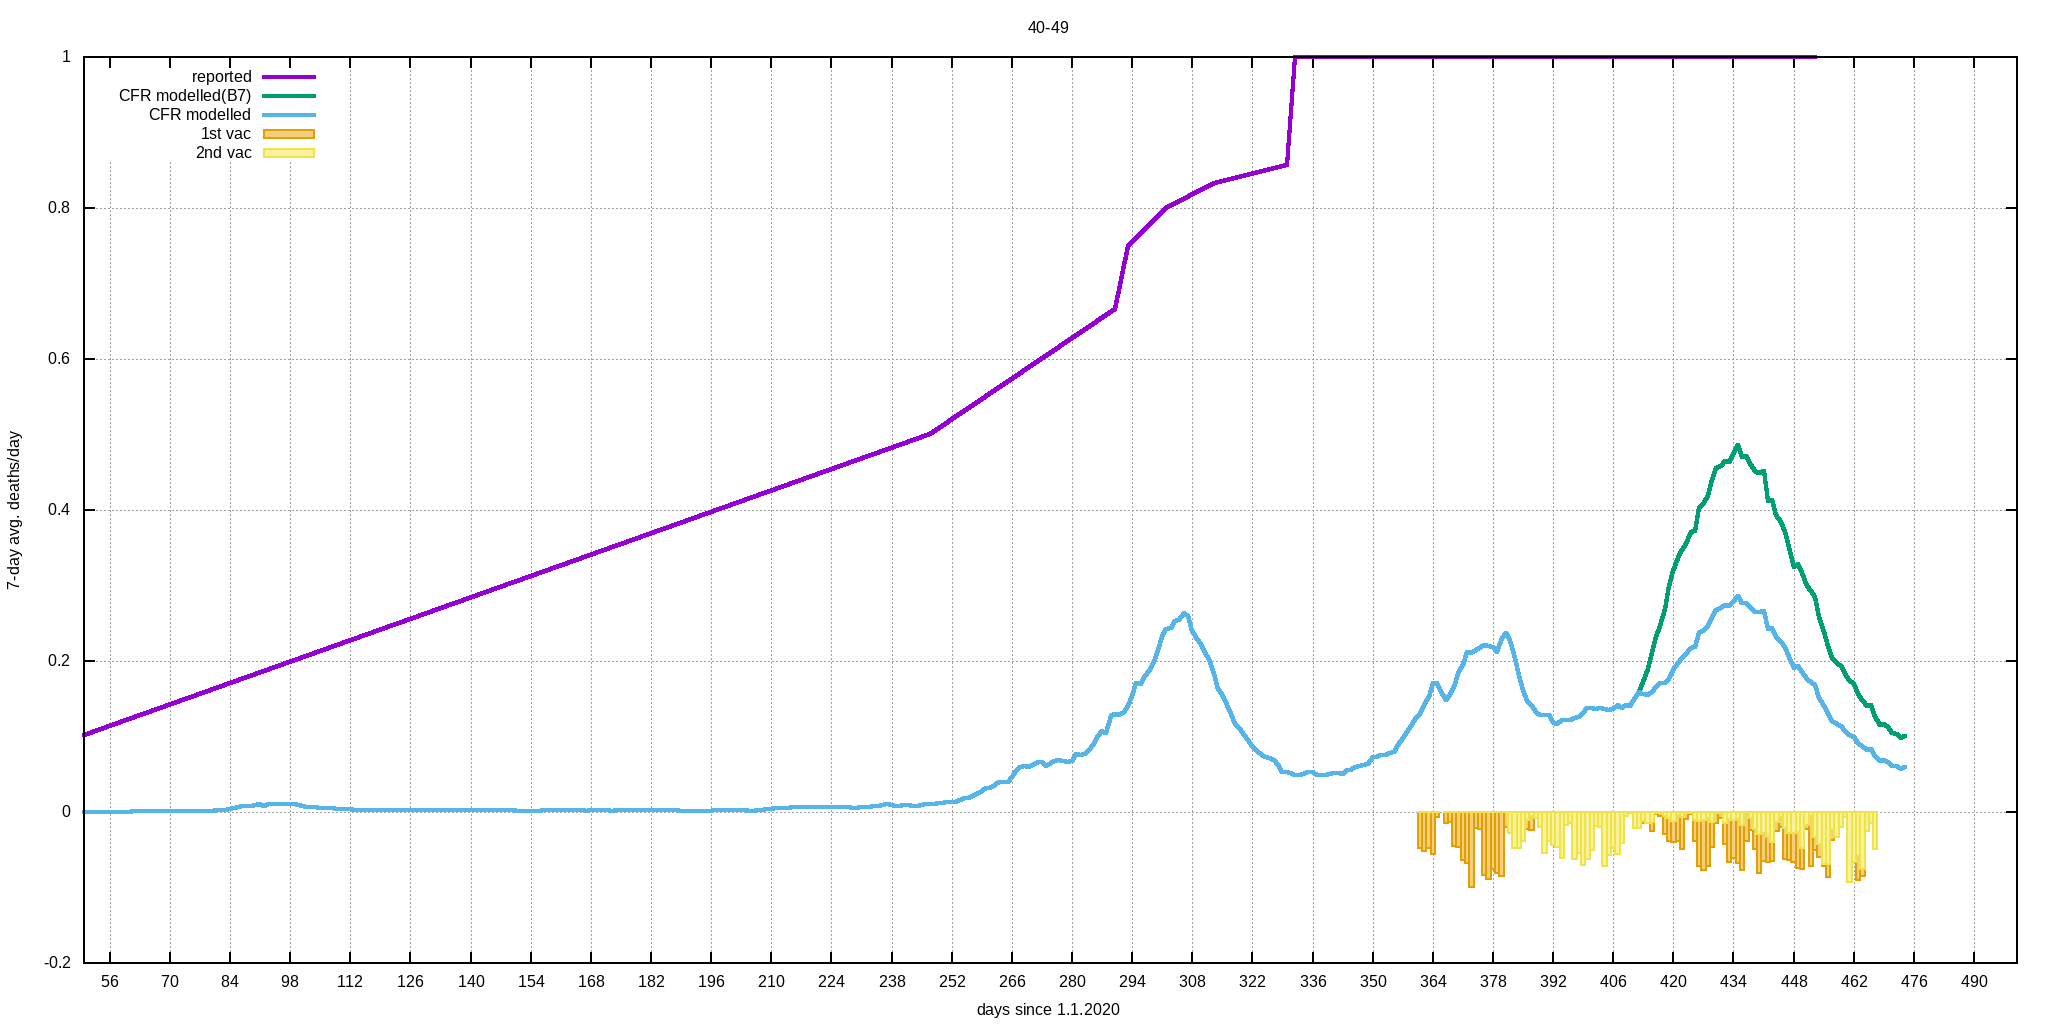 40-49
1
reported
CFR modelled(B7)
CFR modelled
1st vac
2nd vac
0.8
0.6
0.4
0.2
0
-0.2
7-day avg. deaths/day
56 70 84 98 112 126 140 154 168 182 196 210 224 238 252 266 280 294 308 322 336 350 364 378 392 406 420 434 448 462 476 490
days since 1.1.2020